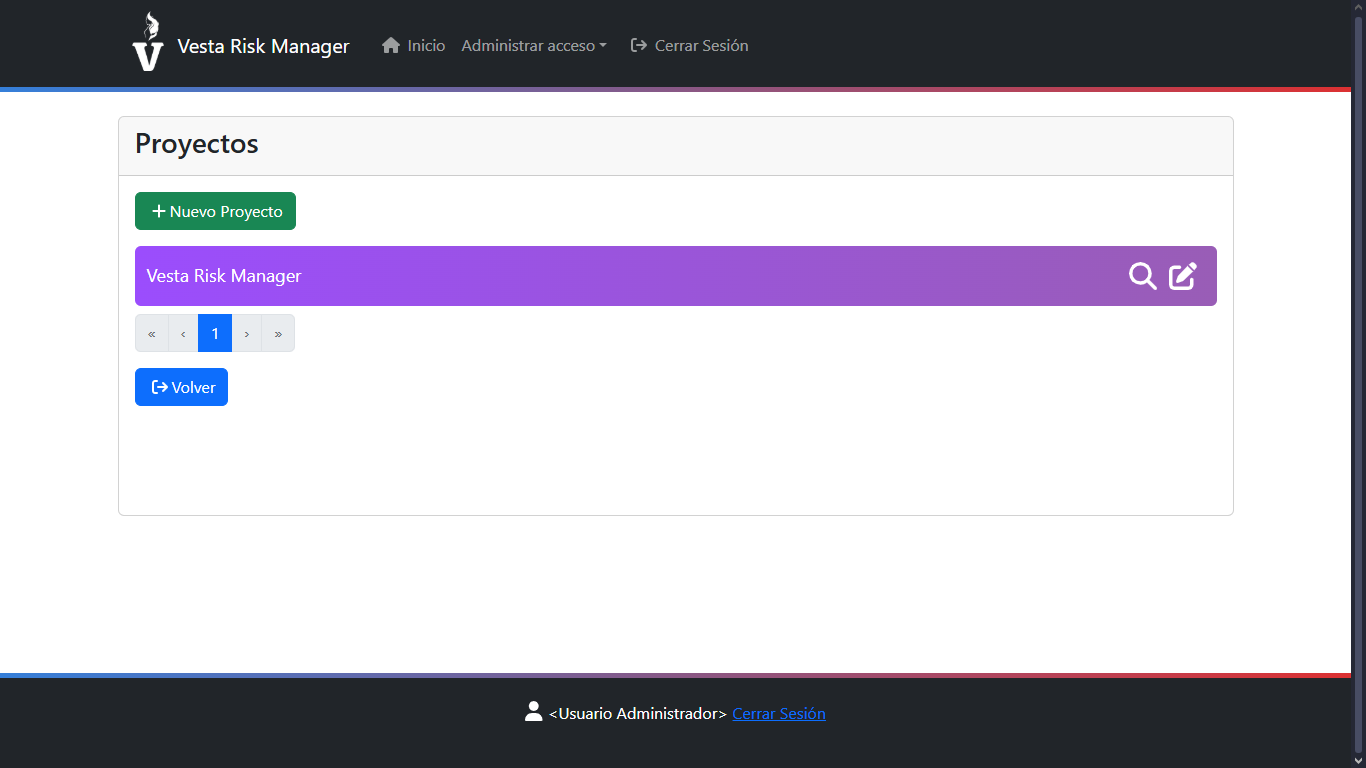 Vesta Risk Manager Inicio Administrar acceso Cerrar Sesión
Proyectos
Nuevo Proyecto
Vesta Risk Manager
« ‹ 1 › »
Volver
<Usuario Administrador> Cerrar Sesión